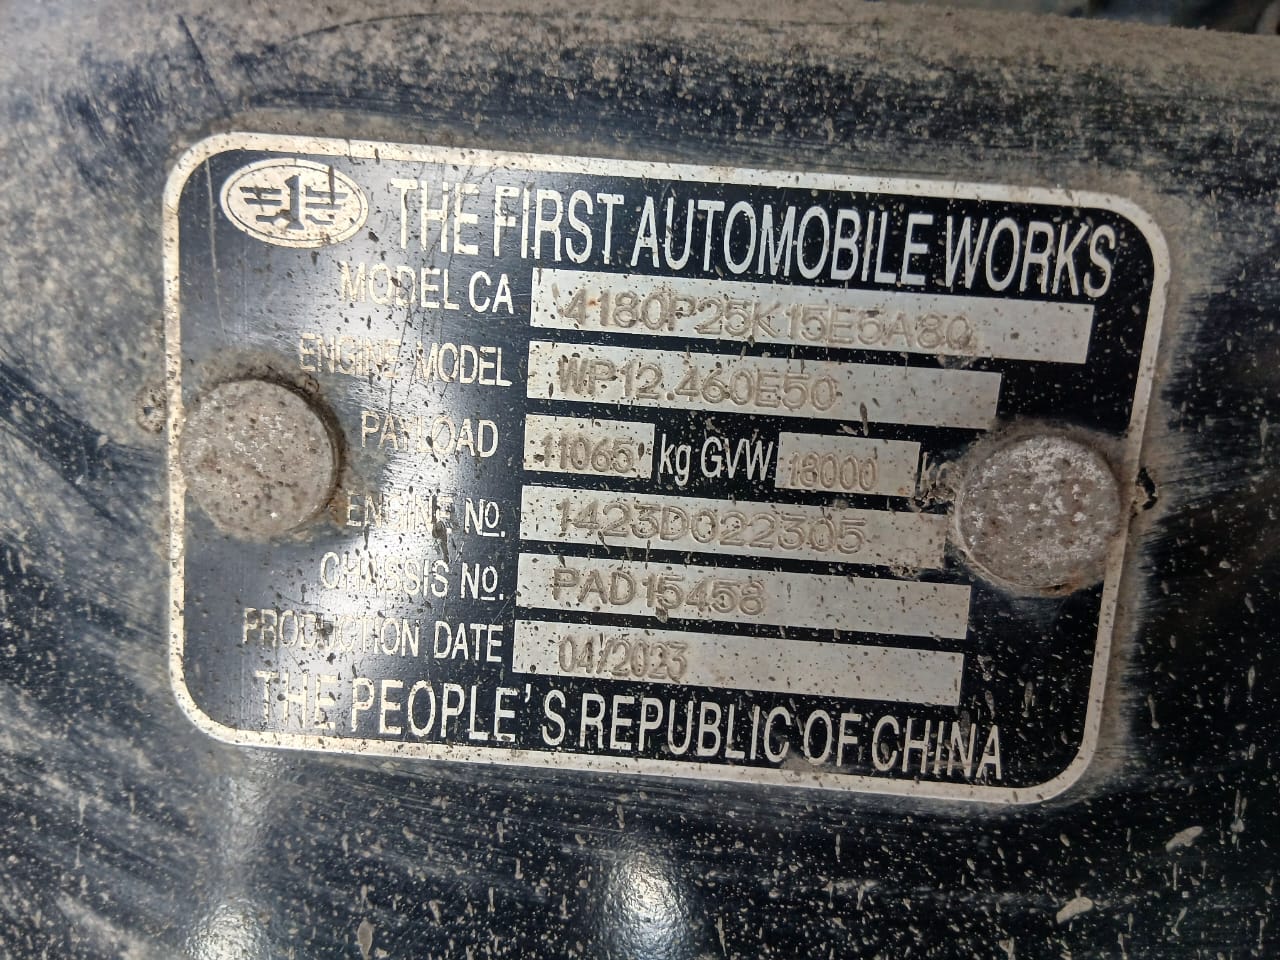 THE FIRST AUTOMOBILE WORKS
MODEL CA 4180P25K15E5A80
ENGINE MODEL WP12.460E50
PAYLOAD 11065 kg GVW 18000 kg
ENGINE No. 1423D022305
CHASSIS No. PAD15458
PRODUCTION DATE 04/2023
THE PEOPLE'S REPUBLIC OF CHINA